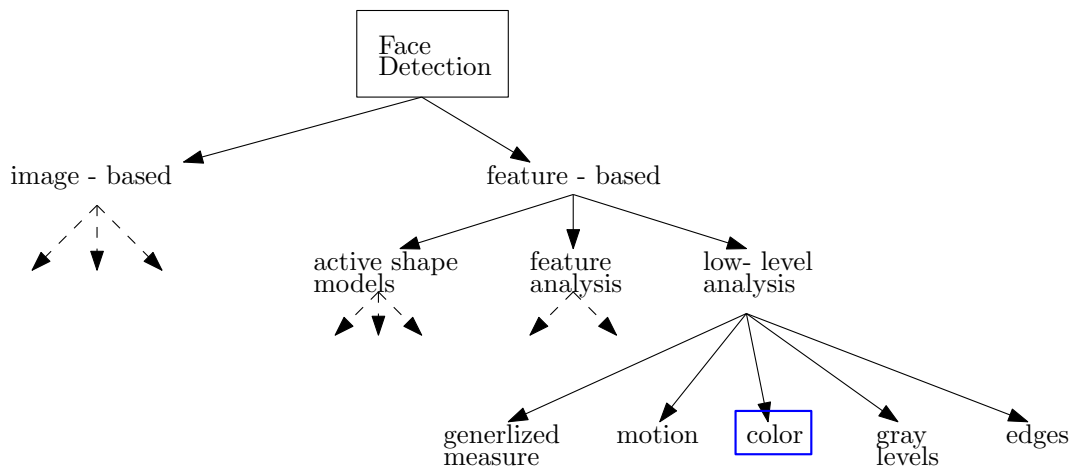 Face
Detection
image - based
feature - based
active shape
models
feature
analysis
low- level
analysis
generlized
measure
motion
color
gray
levels
edges